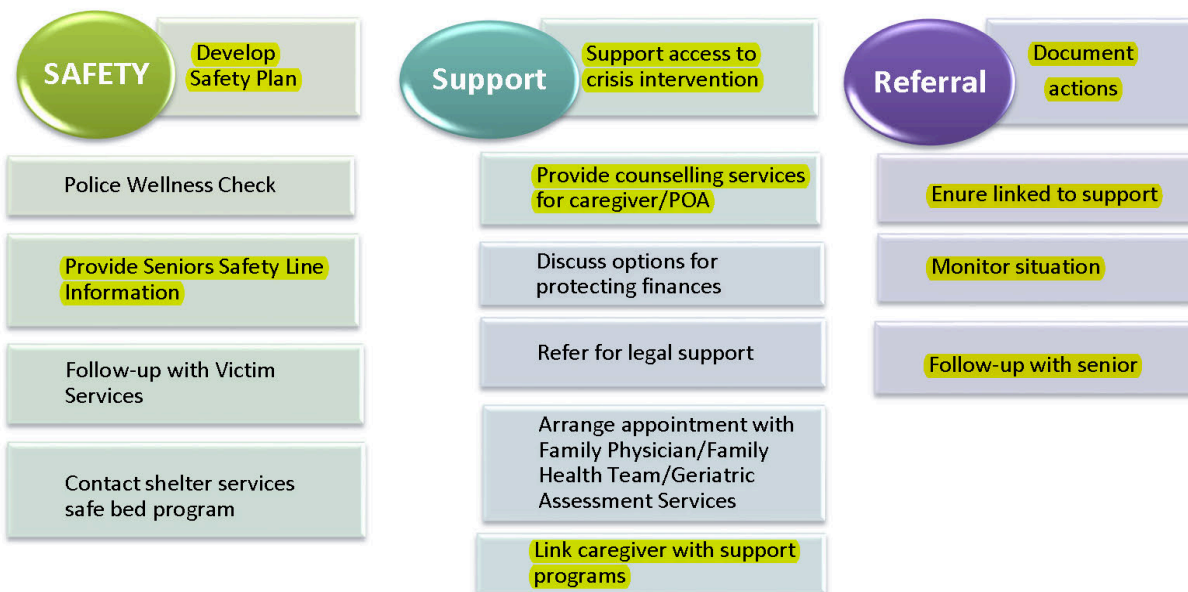 SAFETY
Develop
Safety Plan
Police Wellness Check
Provide Seniors Safety Line
Information
Follow-up with Victim
Services
Contact shelter services
safe bed program
Support
Support access to
crisis intervention
Provide counselling services
for caregiver/POA
Discuss options for
protecting finances
Refer for legal support
Arrange appointment with
Family Physician/Family
Health Team/Geriatric
Assessment Services
Link caregiver with support
programs
Referral
Document
actions
Enure linked to support
Monitor situation
Follow-up with senior